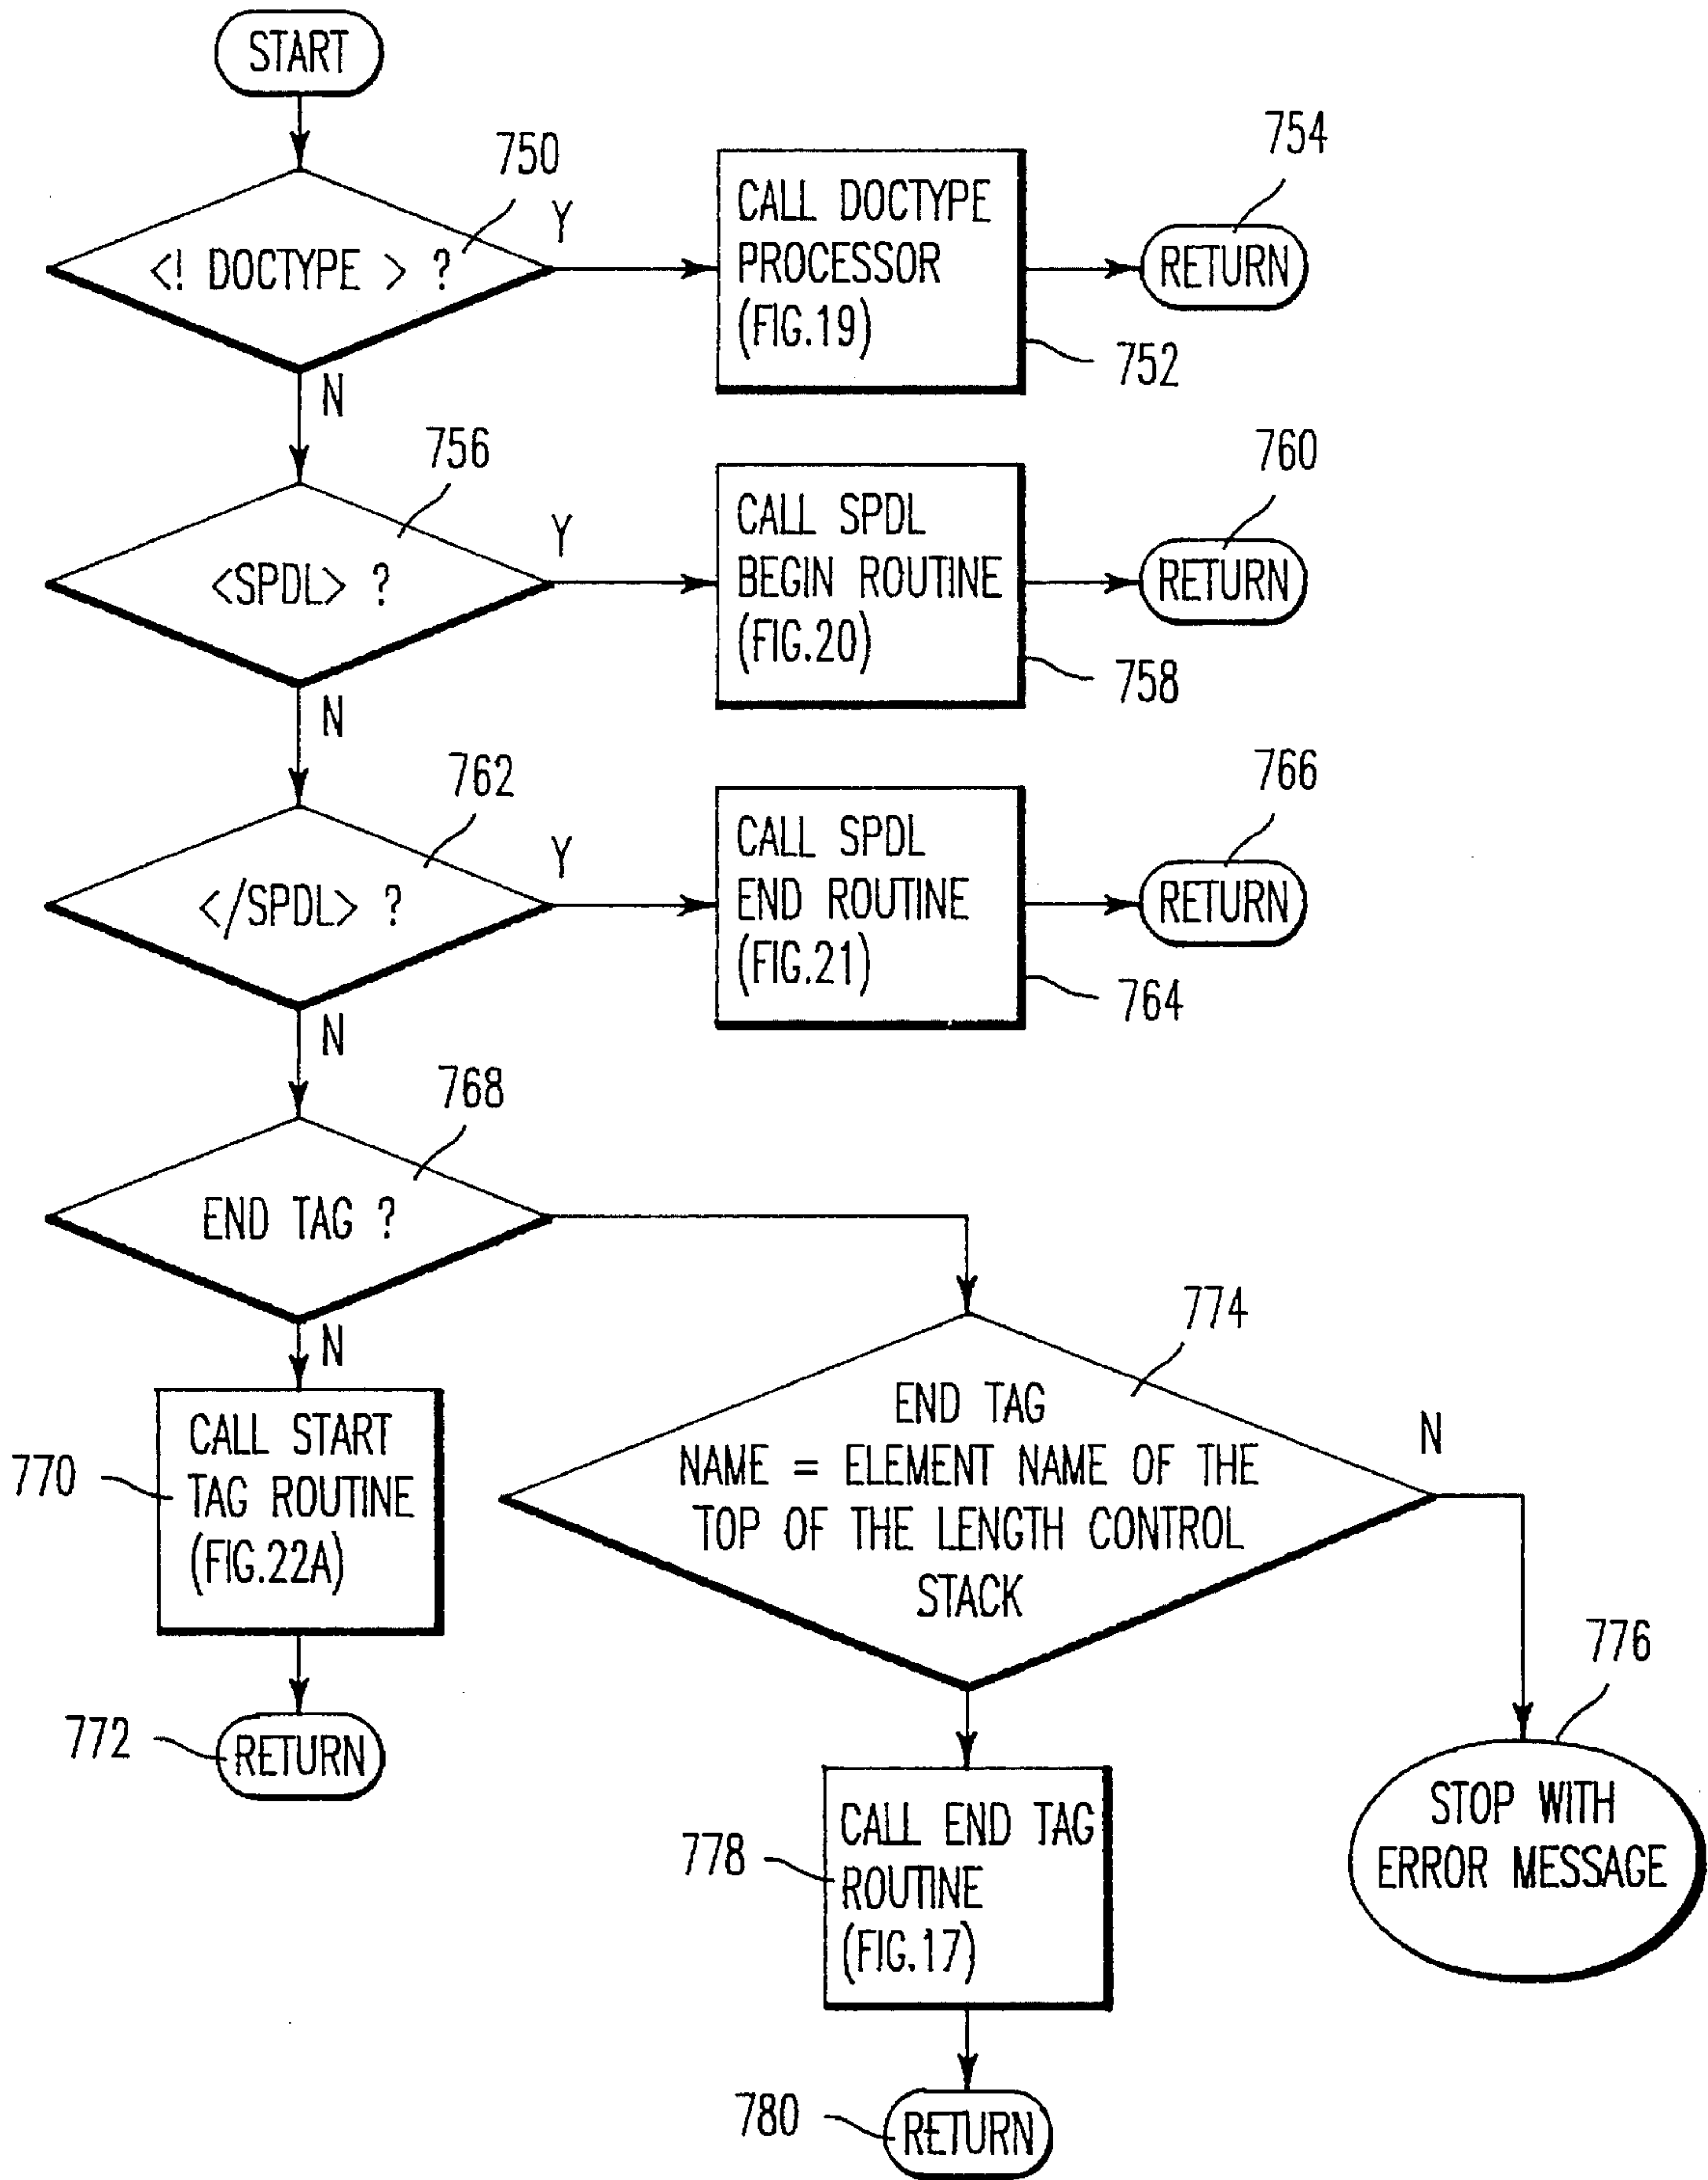 START
750
<! DOCTYPE > ?
Y
N
CALL DOCTYPE
PROCESSOR
(FIG.19)
752
754
RETURN
756
<SPDL> ?
Y
N
CALL SPDL
BEGIN ROUTINE
(FIG.20)
758
760
RETURN
762
</SPDL> ?
Y
N
CALL SPDL
END ROUTINE
(FIG.21)
764
766
RETURN
768
END TAG ?
N
770
CALL START
TAG ROUTINE
(FIG.22A)
772
RETURN
774
END TAG
NAME = ELEMENT NAME OF THE
TOP OF THE LENGTH CONTROL
STACK
N
776
STOP WITH
ERROR MESSAGE
778
CALL END TAG
ROUTINE
(FIG.17)
780
RETURN